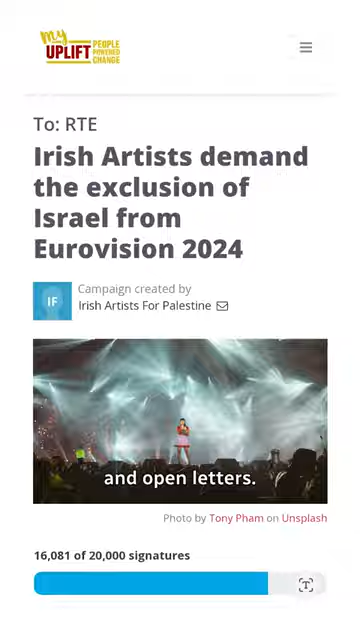 my
UPLIFT
PEOPLE
POWERED
CHANGE
To: RTE
Irish Artists demand
the exclusion of
Israel from
Eurovision 2024
IF
Campaign created by
Irish Artists For Palestine
and open letters.
Photo by Tony Pham on Unsplash
16,081 of 20,000 signatures
T